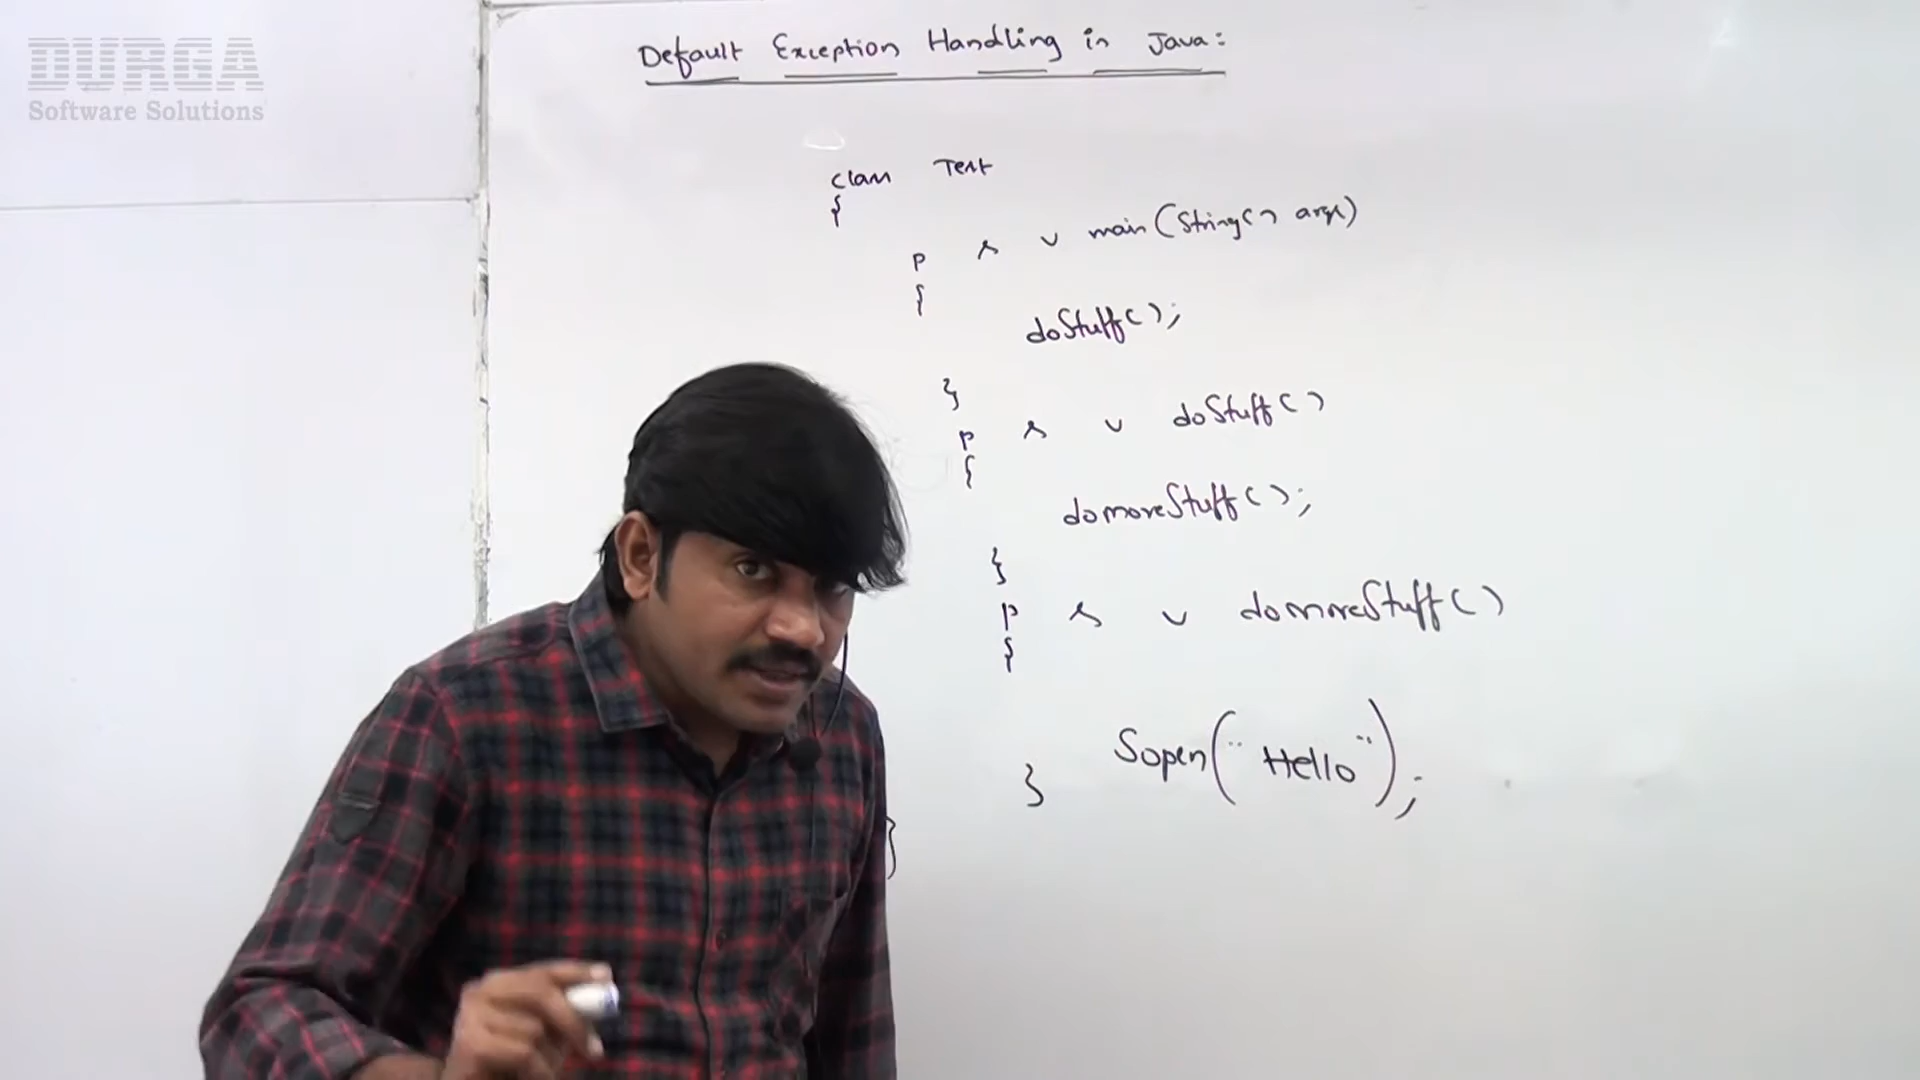 DURGA
Software Solutions
Default Exception Handling in Java:
class Test
{
p s v main(String[] args)
{
doStuff();
}
p s v doStuff()
{
domoreStuff();
}
p s v domoreStuff()
{
Sopln("Hello");
}
}